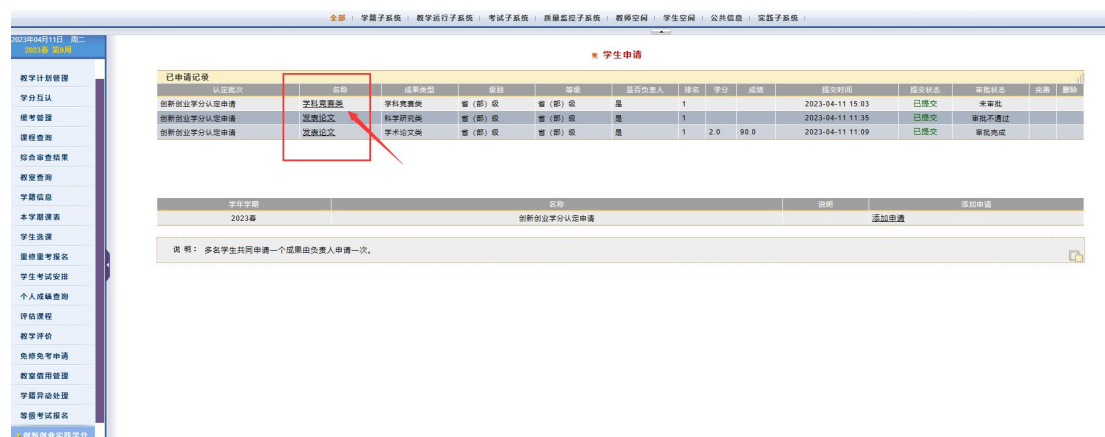 全部 学籍子系统 教学运行子系统 考试子系统 质量监控子系统 教师空间 学生空间 公共信息 实践子系统
2023年04月11日 周二
2023春 第9周
学生申请
教学计划管理
学分互认
缓考管理
课程查询
综合审查结果
教室查询
学籍信息
本学期课表
学生选课
重修重考报名
学生考试安排
个人成绩查询
评估课程
教学评价
免修免考申请
教室借用管理
学籍异动处理
等级考试报名
创新创业实践学分
已申请记录
认定批次 名称 成果类型 级别 等级 是否负责人 排名 学分 成绩 提交时间 提交状态 审批状态 完善 删除
创新创业学分认定申请 学科竞赛类 学科竞赛类 省（部）级 省（部）级 是 1 2023-04-11 15:03 已提交 未审批
创新创业学分认定申请 发表论文 科学研究类 省（部）级 省（部）级 是 1 2023-04-11 11:35 已提交 审批不通过
创新创业学分认定申请 发表论文 学术论文类 省（部）级 省（部）级 是 1 2.0 90.0 2023-04-11 11:09 已提交 审批完成
学年学期 名称 说明 添加申请
2023春 创新创业学分认定申请 添加申请
说 明： 多名学生共同申请一个成果由负责人申请一次。